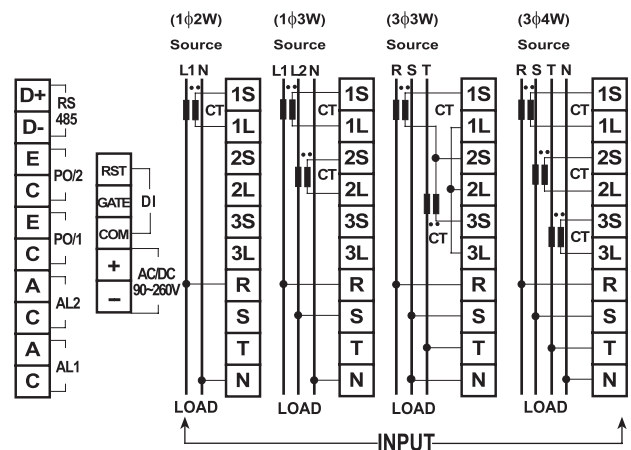 (1ϕ2W) (1ϕ3W) (3ϕ3W) (3ϕ4W)
Source Source Source Source
L1 N L1 L2 N R S T R S T N
D+
D-
RS
485
E
C
PO/2
E
C
PO/1
A
C
AL2
A
C
AL1
RST
GATE
COM
DI
+
−
AC/DC
90~260V
CT
1S
1L
2S
2L
3S
3L
R
S
T
N
LOAD
CT
CT
1S
1L
2S
2L
3S
3L
R
S
T
N
LOAD
CT
CT
1S
1L
2S
2L
3S
3L
R
S
T
N
LOAD
CT
CT
CT
1S
1L
2S
2L
3S
3L
R
S
T
N
LOAD
INPUT